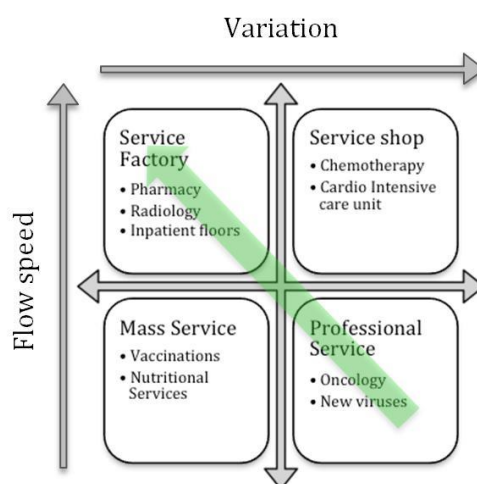 Variation
Flow speed
Service
Factory
• Pharmacy
• Radiology
• Inpatient floors
Service shop
• Chemotherapy
• Cardio Intensive
care unit
Mass Service
• Vaccinations
• Nutritional
Services
Professional
Service
• Oncology
• New viruses